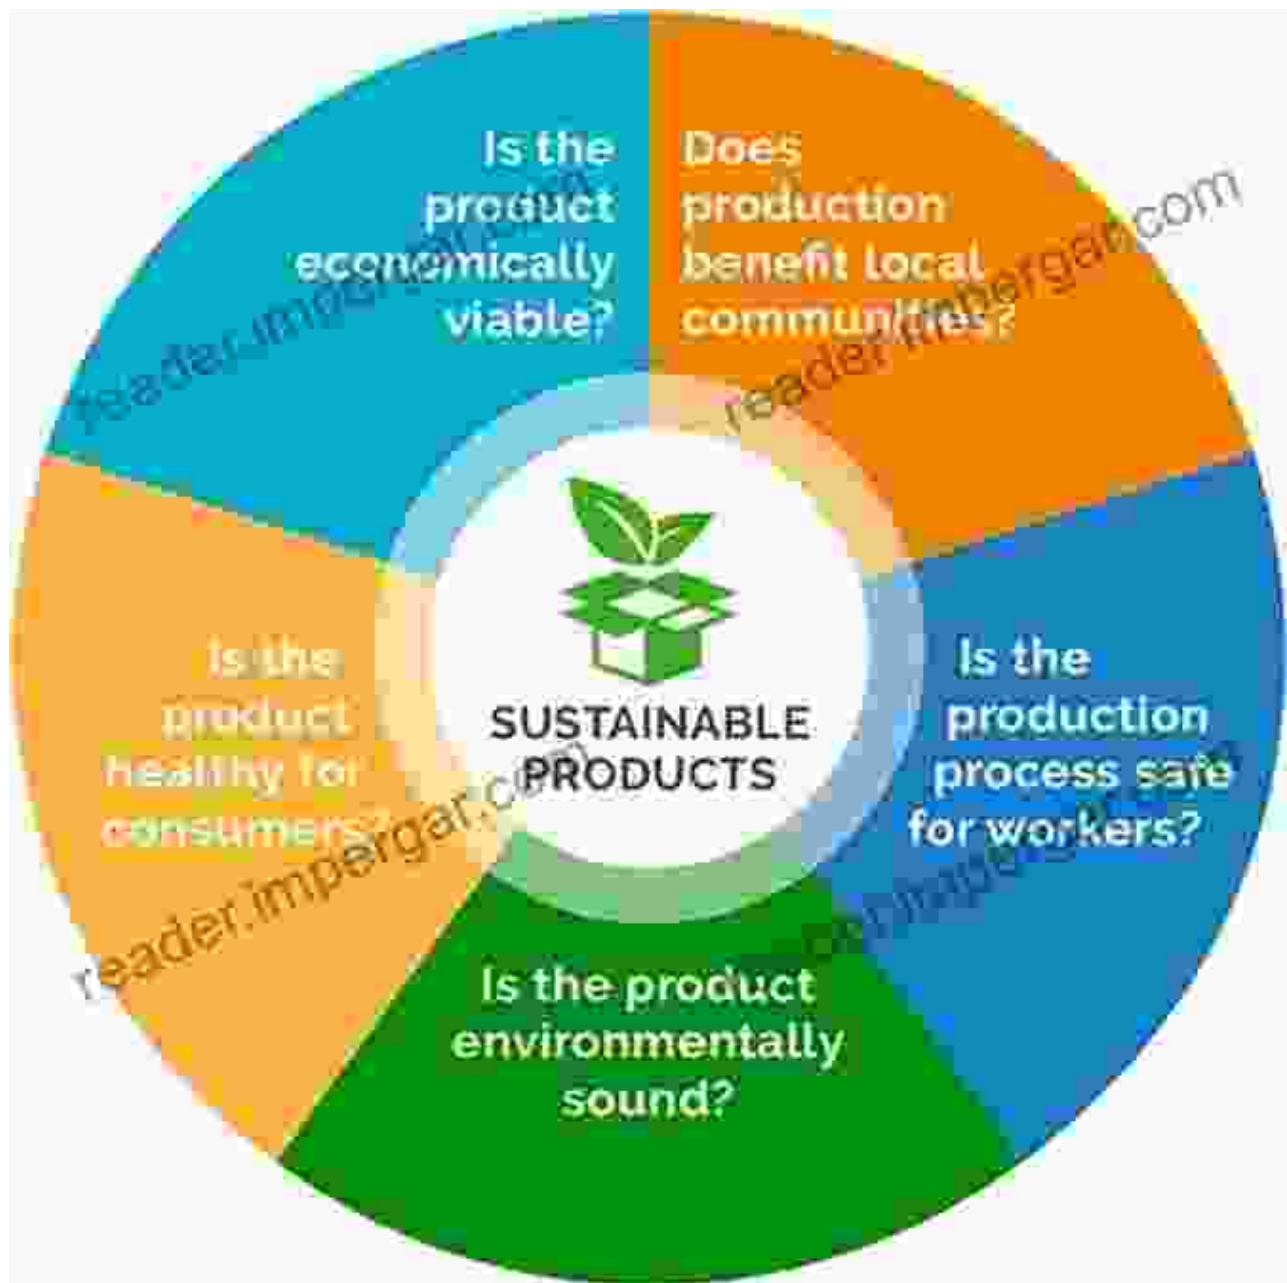 Is the
product
economically
viable?
Does
production
benefit local
communities?
Is the
production
process safe
for workers?
Is the product
environmentally
sound?
Is the
product
healthy for
consumers?
SUSTAINABLE
PRODUCTS
reader.impergar.com
reader.impergar.com
reader.impergar.com